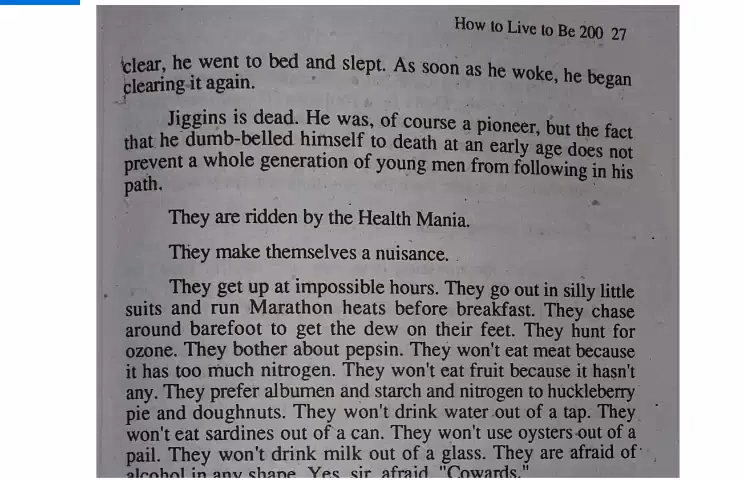 How to Live to Be 200 27
clear, he went to bed and slept. As soon as he woke, he began
clearing it again.
Jiggins is dead. He was, of course a pioneer, but the fact
that he dumb-belled himself to death at an early age does not
prevent a whole generation of young men from following in his
path.
They are ridden by the Health Mania.
They make themselves a nuisance.
They get up at impossible hours. They go out in silly little
suits and run Marathon heats before breakfast. They chase
around barefoot to get the dew on their feet. They hunt for
ozone. They bother about pepsin. They won't eat meat because
it has too much nitrogen. They won't eat fruit because it hasn't
any. They prefer albumen and starch and nitrogen to huckleberry
pie and doughnuts. They won't drink water out of a tap. They
won't eat sardines out of a can. They won't use oysters out of a
pail. They won't drink milk out of a glass. They are afraid of
alcohol in any shape. Yes sir, afraid. "Cowards."